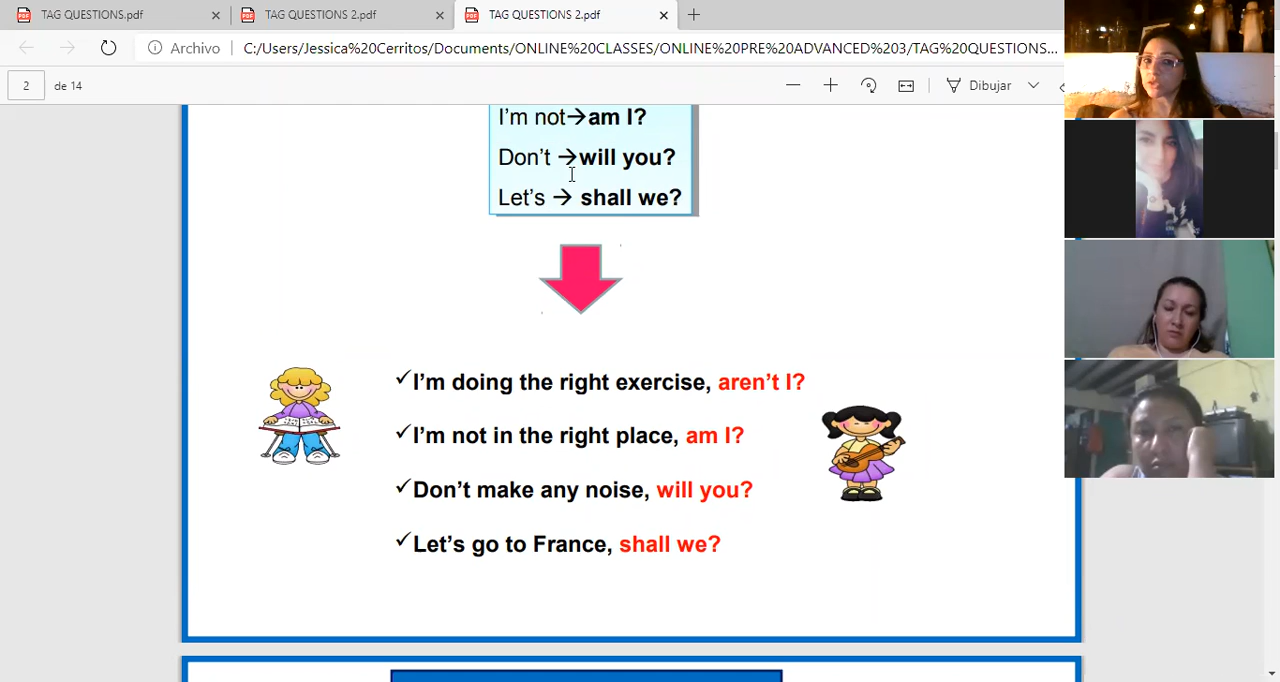 TAG QUESTIONS.pdf
TAG QUESTIONS 2.pdf
TAG QUESTIONS 2.pdf
Archivo
C:/Users/Jessica%20Cerritos/Documents/ONLINE%20CLASSES/ONLINE%20PRE%20ADVANCED%203/TAG%20QUESTIONS...
2 de 14
Dibujar
I'm not→am I?
Don't →will you?
Let's → shall we?
✓I'm doing the right exercise, aren't I?
✓I'm not in the right place, am I?
✓Don't make any noise, will you?
✓Let's go to France, shall we?